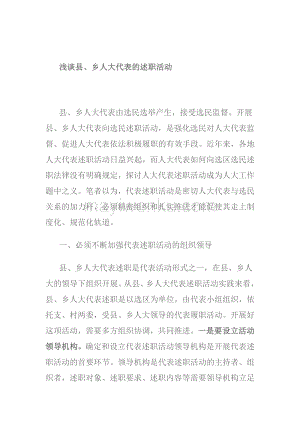 浅谈县、乡人大代表的述职活动
县、乡人大代表由选民选举产生，接受选民监督。开展
县、乡人大代表向选民述职活动，是强化选民对人大代表监
督、促进人大代表依法积极履职的有效手段。近年来，各地
人大代表述职活动日益兴起，而人大代表如何向选区选民述
职法律没有明确规定，探讨人大代表述职活动成为人大工作
题中之义。笔者以为，代表述职活动是密切人大代表与选民
关系的加力杆，必须精密组织和扎实推进才能促使其走上制
度化、规范化轨道。
一、必须不断加强代表述职活动的组织领导
县、乡人大代表述职是代表活动形式之一，在县、乡人
大的领导下组织开展。从县、乡人大代表述职活动实践来看，
县、乡人大代表述职是以选区为单位，由代表小组组织，依
托支、村两委，受县、乡人大领导的代表履职活动。开展好
这项活动，需要多方组织协调，共同推进。一是要设立活动
领导机构。确定和设立代表述职活动领导机构是开展代表述
职活动的首要环节。领导机构是代表述职活动的主持者、组
织者，述职对象、述职要求、述职内容等需要领导机构立足